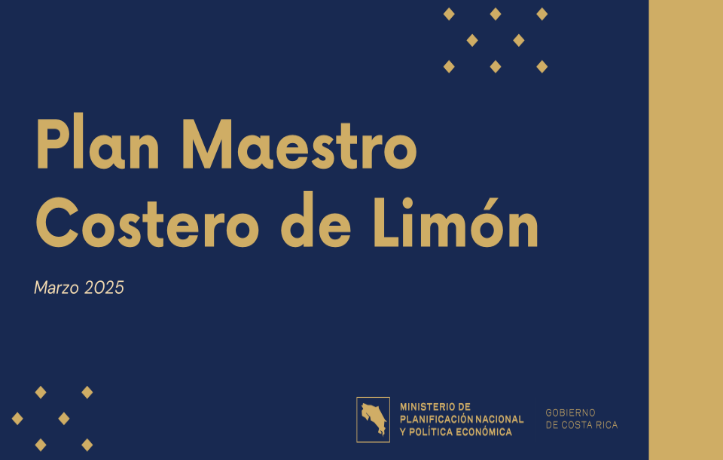 Plan Maestro
Costero de Limón
Marzo 2025
MINISTERIO DE
PLANIFICACIÓN NACIONAL
Y POLÍTICA ECONÓMICA
GOBIERNO
DE COSTA RICA